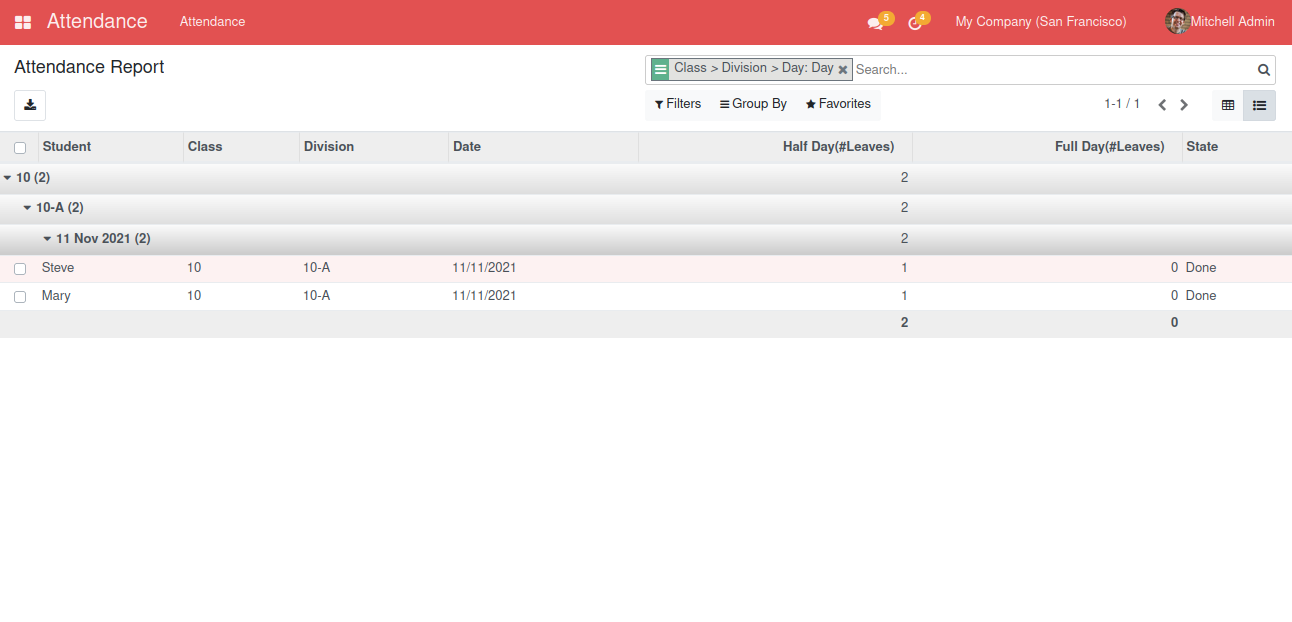 Attendance Attendance 5 4 My Company (San Francisco) Mitchell Admin
Attendance Report Class > Division > Day: Day Search...
Filters Group By Favorites 1-1 / 1
Student Class Division Date Half Day(#Leaves) Full Day(#Leaves) State
10 (2) 2
10-A (2) 2
11 Nov 2021 (2) 2
Steve 10 10-A 11/11/2021 1 0 Done
Mary 10 10-A 11/11/2021 1 0 Done
2 0